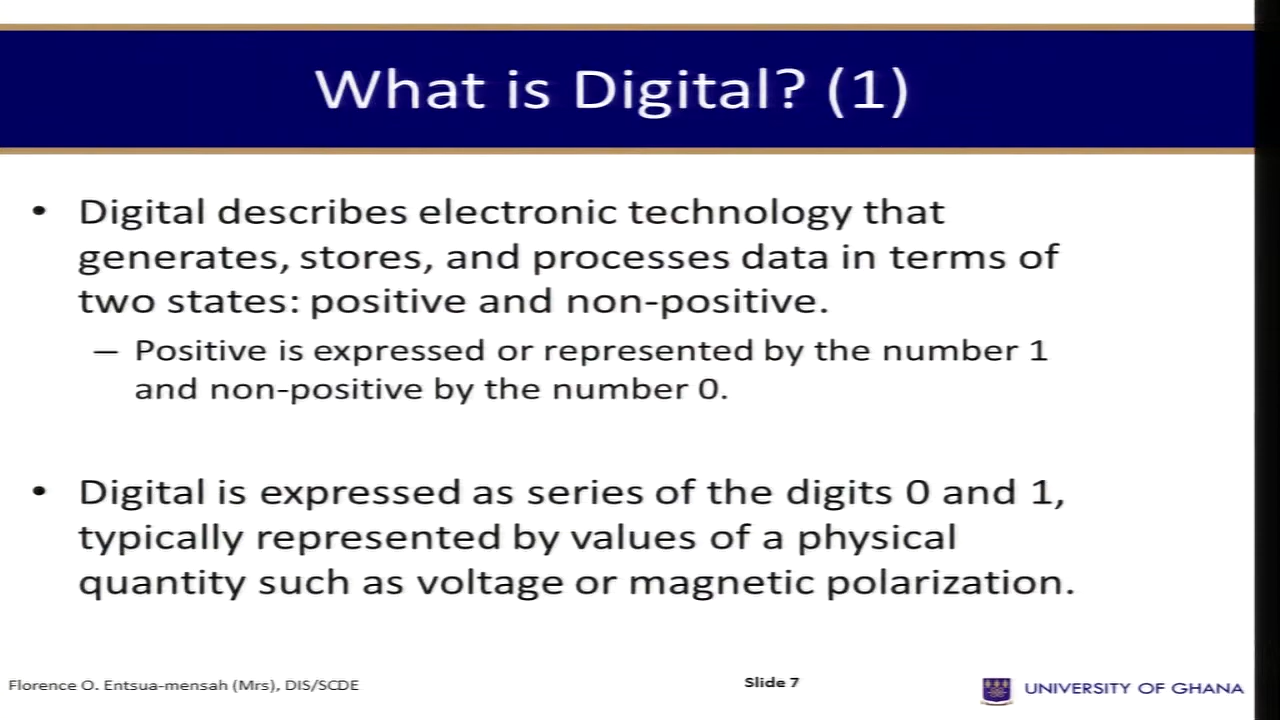 What is Digital? (1)
• Digital describes electronic technology that
generates, stores, and processes data in terms of
two states: positive and non-positive.
– Positive is expressed or represented by the number 1
and non-positive by the number 0.
• Digital is expressed as series of the digits 0 and 1,
typically represented by values of a physical
quantity such as voltage or magnetic polarization.
Florence O. Entsua-mensah (Mrs), DIS/SCDE
Slide 7
UNIVERSITY OF GHANA